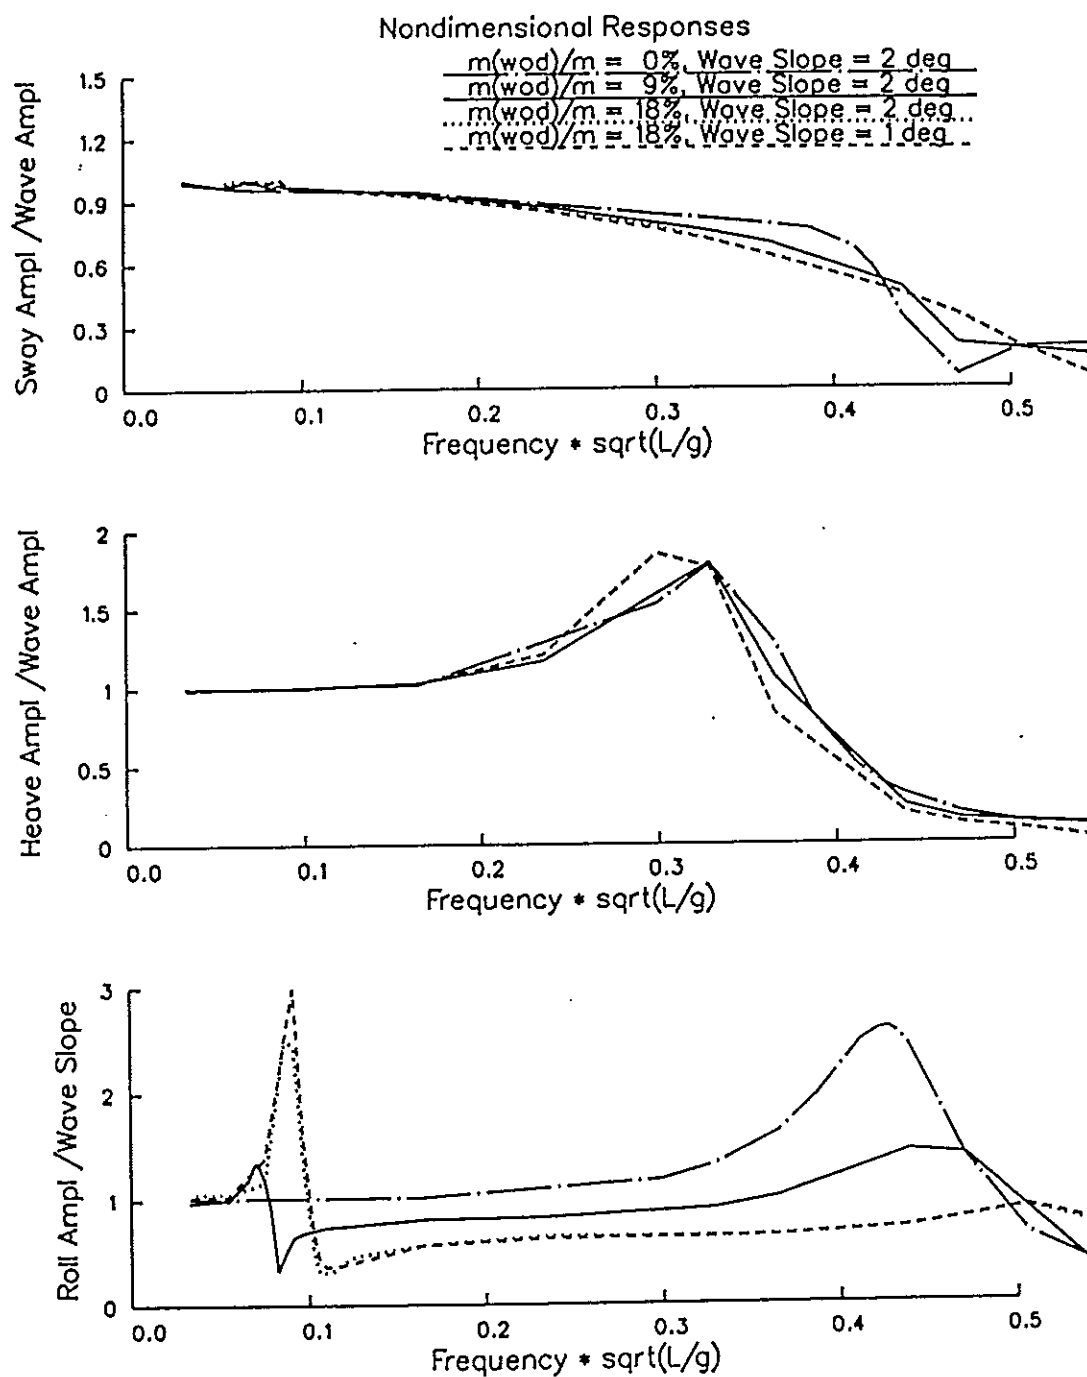 Nondimensional Responses
m(wod)/m = 0%, Wave Slope = 2 deg
m(wod)/m = 9%, Wave Slope = 2 deg
m(wod)/m = 18%, Wave Slope = 2 deg
m(wod)/m = 18%, Wave Slope = 1 deg
Sway Ampl /Wave Ampl
1.5
1.2
0.9
0.6
0.3
0
0.0 0.1 0.2 0.3 0.4 0.5
Frequency * sqrt(L/g)
Heave Ampl /Wave Ampl
2
1.5
1
0.5
0
0.0 0.1 0.2 0.3 0.4 0.5
Frequency * sqrt(L/g)
Roll Ampl /Wave Slope
3
2
1
0
0.0 0.1 0.2 0.3 0.4 0.5
Frequency * sqrt(L/g)